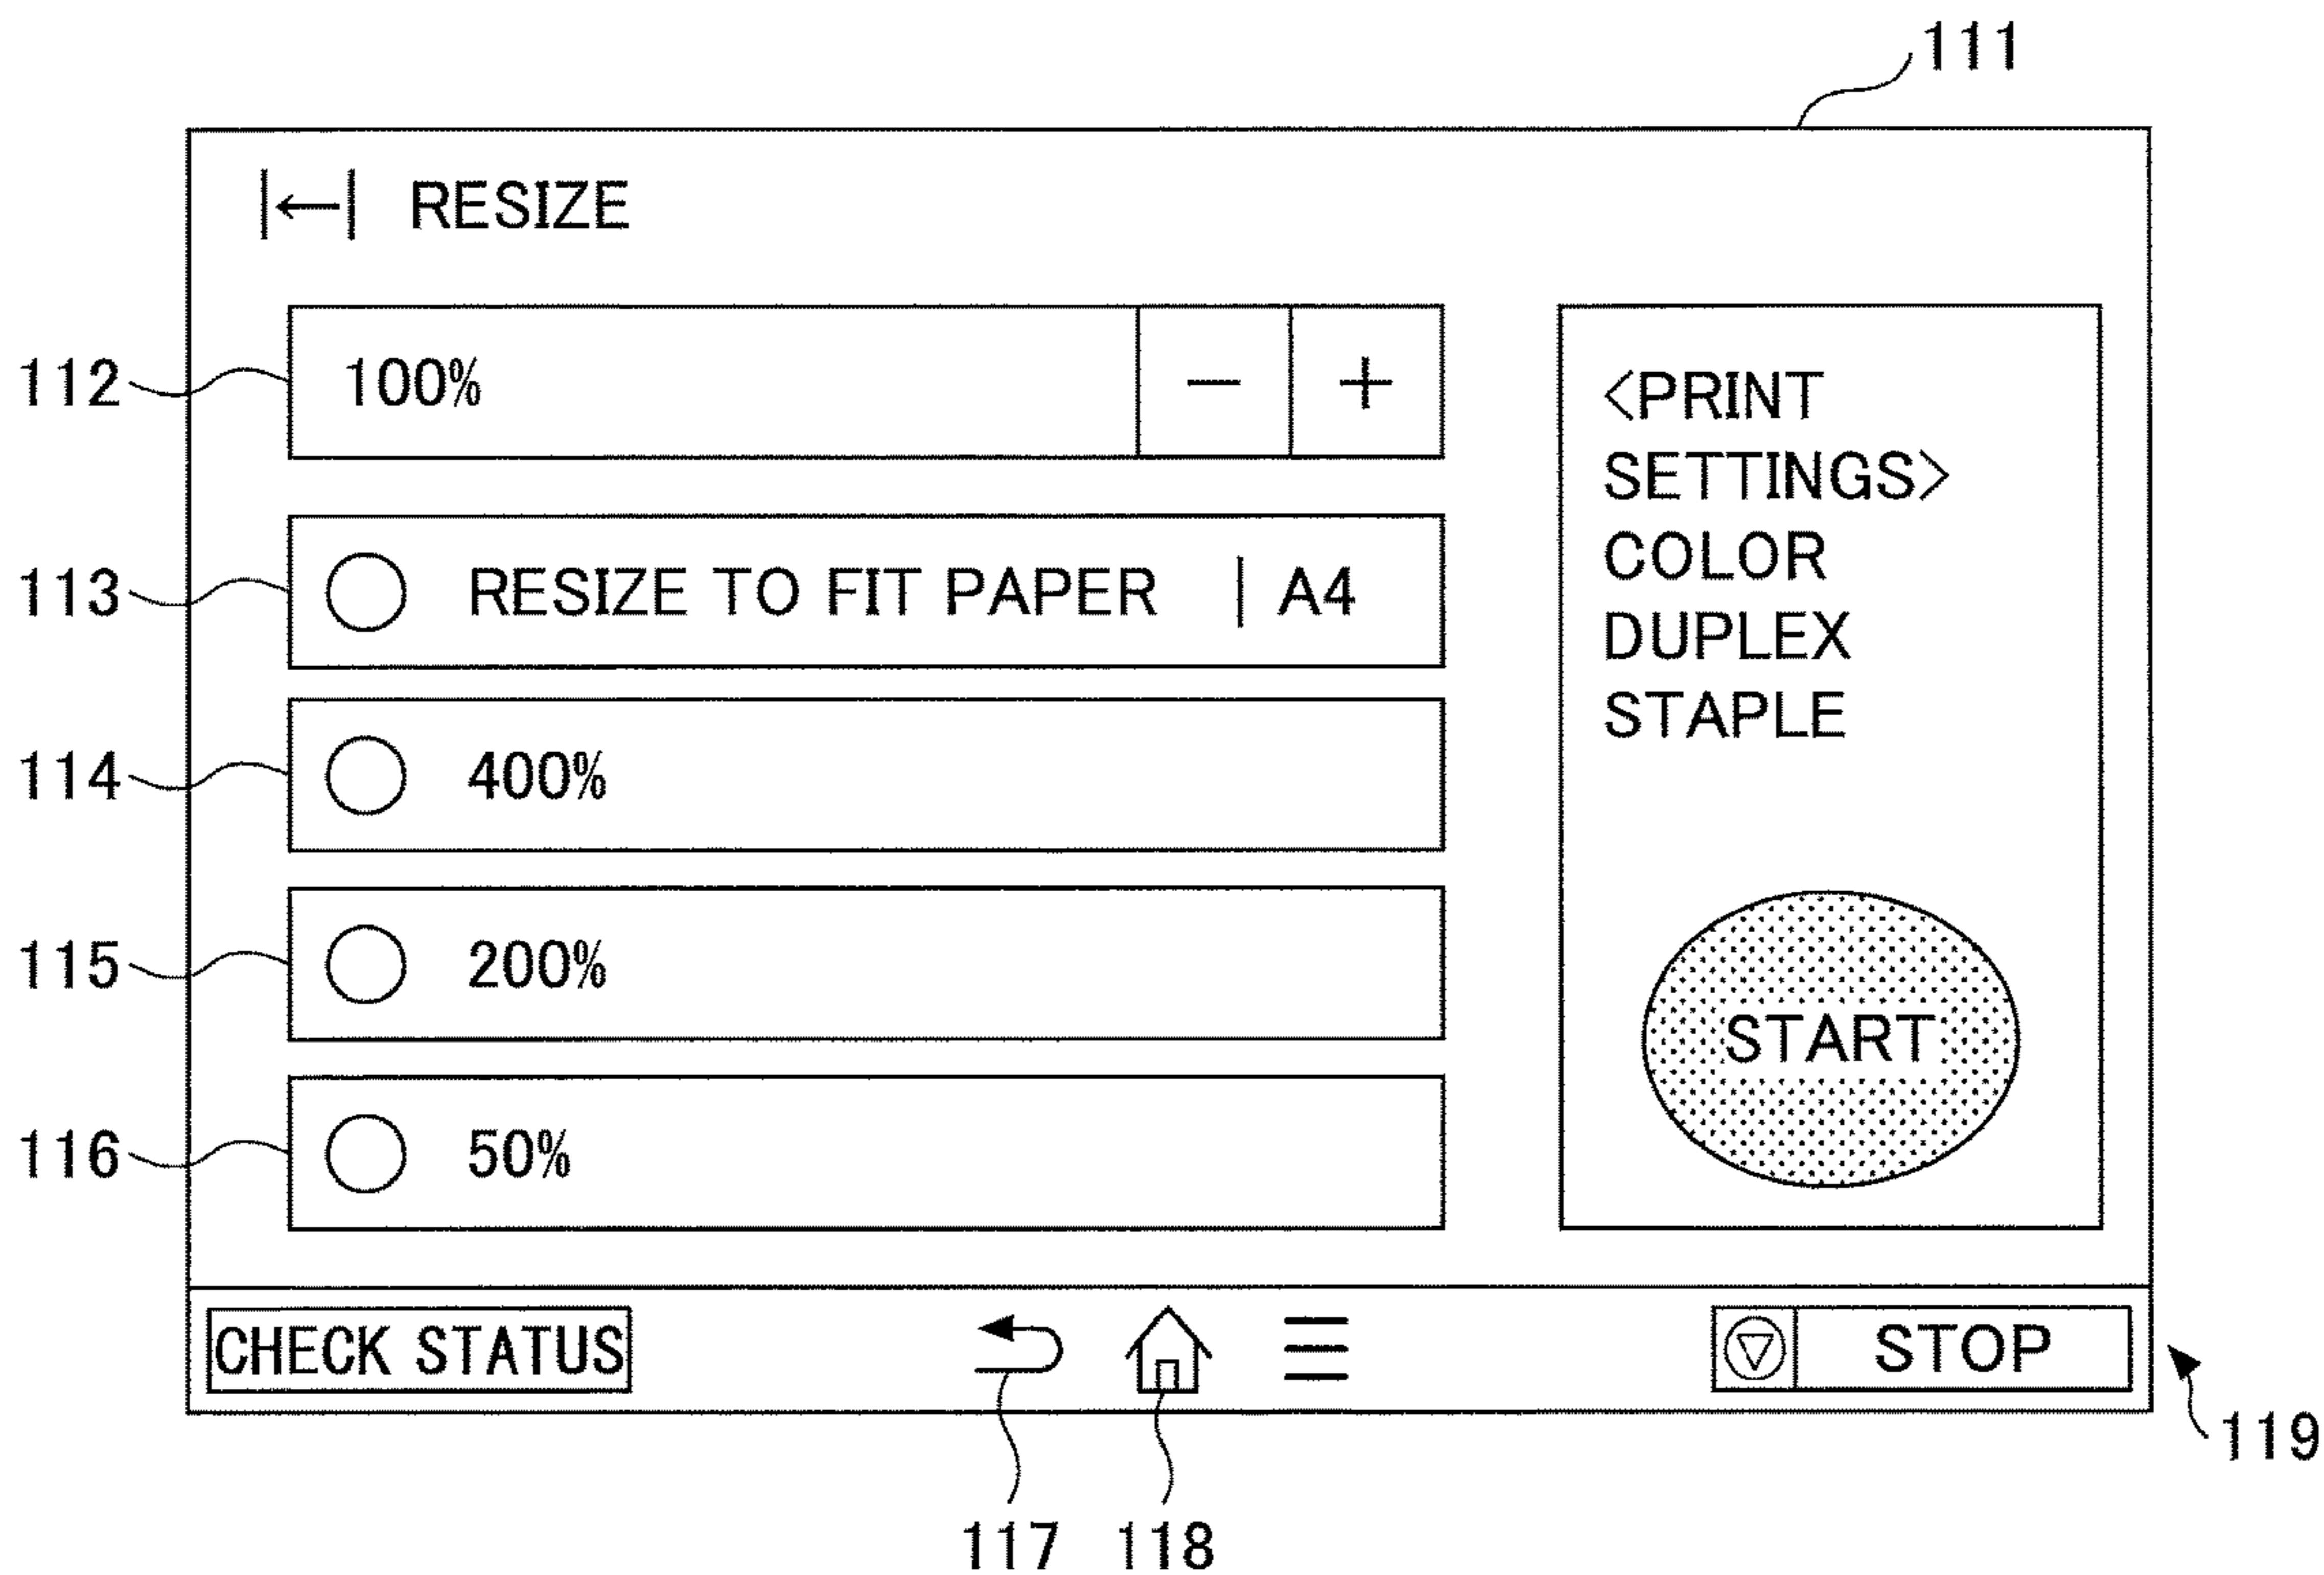 111
RESIZE
112
100%
− +
113
RESIZE TO FIT PAPER | A4
114
400%
115
200%
116
50%
<PRINT
SETTINGS>
COLOR
DUPLEX
STAPLE
START
CHECK STATUS
STOP
119
117
118